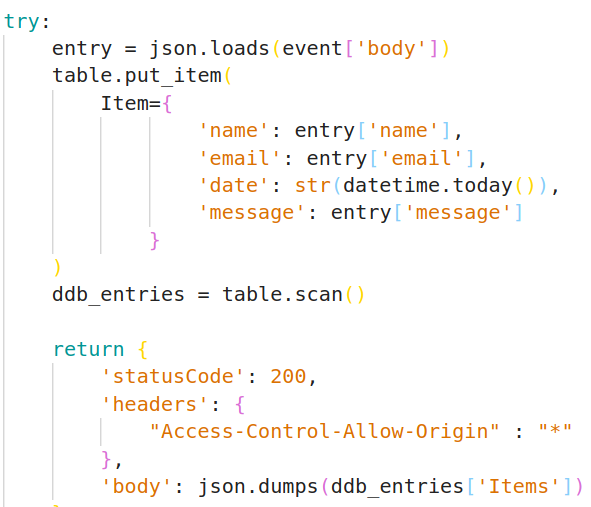 try:
    entry = json.loads(event['body'])
    table.put_item(
        Item={
                'name': entry['name'],
                'email': entry['email'],
                'date': str(datetime.today()),
                'message': entry['message']
            }
    )
    ddb_entries = table.scan()

    return {
        'statusCode': 200,
        'headers': {
            "Access-Control-Allow-Origin" : "*"
        },
        'body': json.dumps(ddb_entries['Items'])